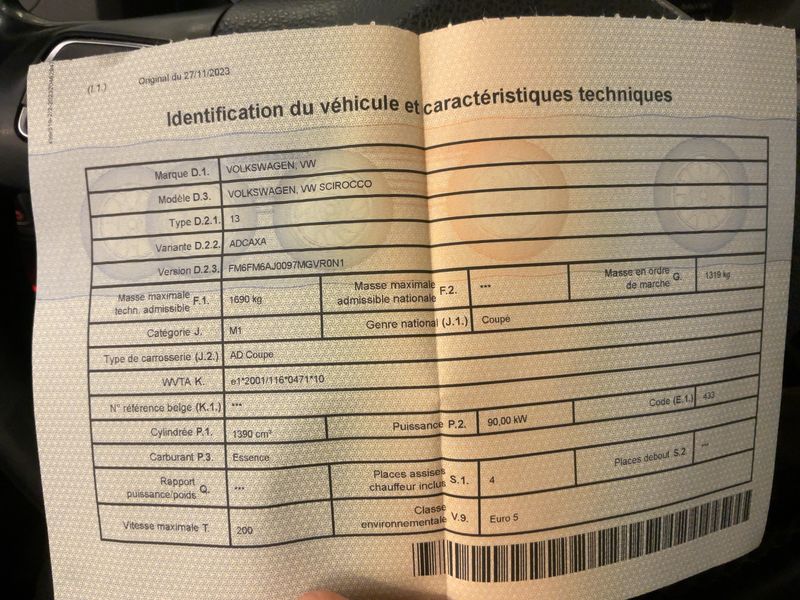 (I.1.) Original du 27/11/2023
Identification du véhicule et caractéristiques techniques
Marque D.1. VOLKSWAGEN, VW
Modèle D.3. VOLKSWAGEN, VW SCIROCCO
Type D.2.1. 13
Variante D.2.2. ADCAXA
Version D.2.3. FM6FM6AJ0097MGVR0N1
Masse maximale techn. admissible F.1. 1690 kg Masse maximale admissible nationale F.2. *** Masse en ordre de marche G. 1319 kg
Catégorie J. M1 Genre national (J.1.) Coupé
Type de carrosserie (J.2.) AD Coupe
WVTA K. e1*2001/116*0471*10
N° référence belge (K.1.) ***
Cylindrée P.1. 1390 cm³ Puissance P.2. 90,00 kW Code (E.1.) 433
Carburant P.3. Essence
Rapport puissance/poids Q. *** Places assises chauffeur inclus S.1. 4 Places debout S.2. ***
Vitesse maximale T. 200 Classe environnementale V.9. Euro 5